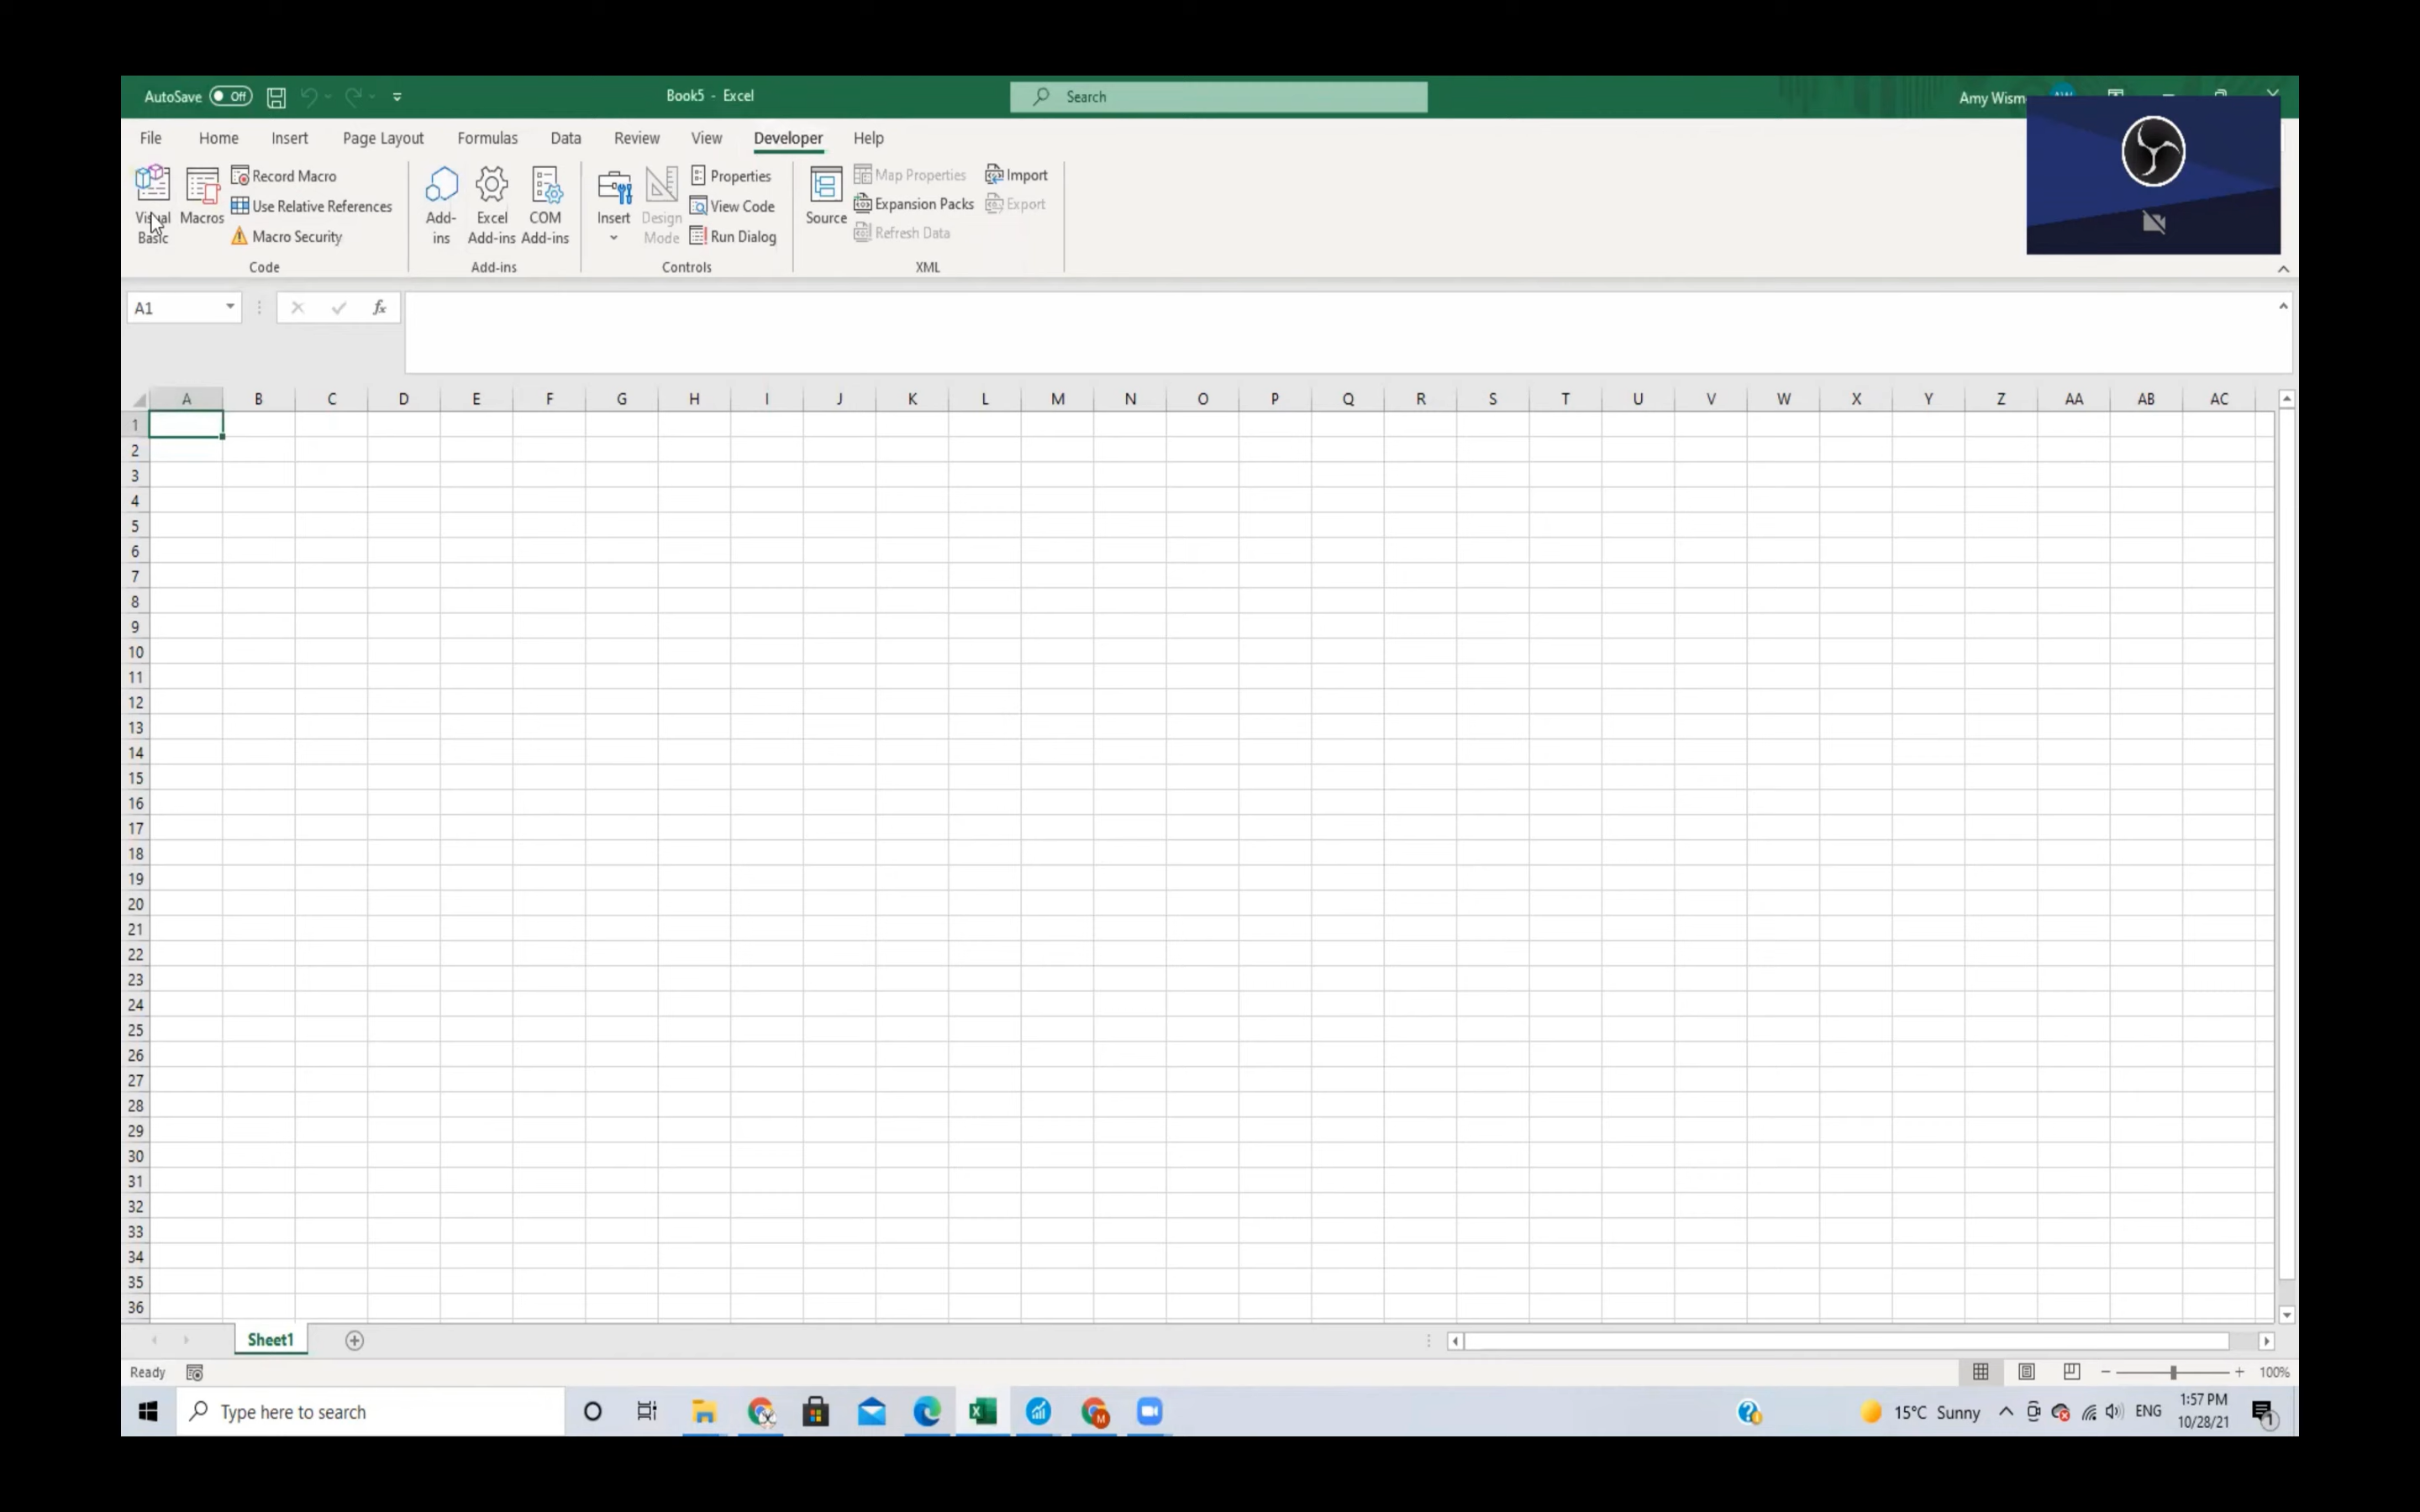 AutoSave Off
Book5 - Excel
Search
Amy Wism
File Home Insert Page Layout Formulas Data Review View Developer Help
Visual Basic
Macros
Record Macro
Use Relative References
Macro Security
Code
Add-ins
Excel Add-ins
COM Add-ins
Add-ins
Insert
Design Mode
Properties
View Code
Run Dialog
Controls
Source
Map Properties
Expansion Packs
Refresh Data
Import
Export
XML
A1
fx
A B C D E F G H I J K L M N O P Q R S T U V W X Y Z AA AB AC
1
2
3
4
5
6
7
8
9
10
11
12
13
14
15
16
17
18
19
20
21
22
23
24
25
26
27
28
29
30
31
32
33
34
35
36
Sheet1
Ready
100%
Type here to search
15°C Sunny
ENG
1:57 PM
10/28/21
1